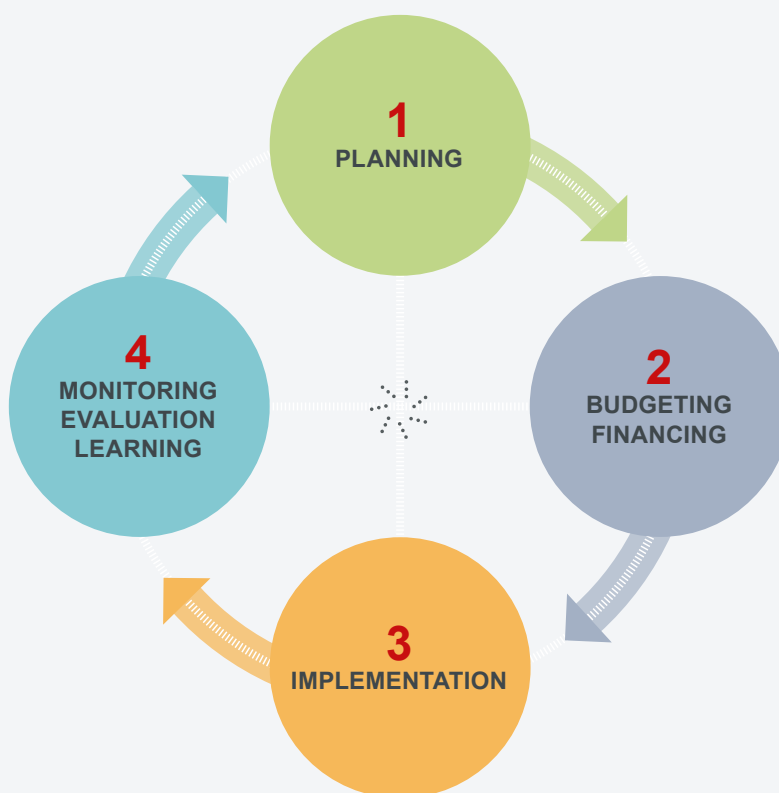 1
PLANNING
2
BUDGETING
FINANCING
3
IMPLEMENTATION
4
MONITORING
EVALUATION
LEARNING